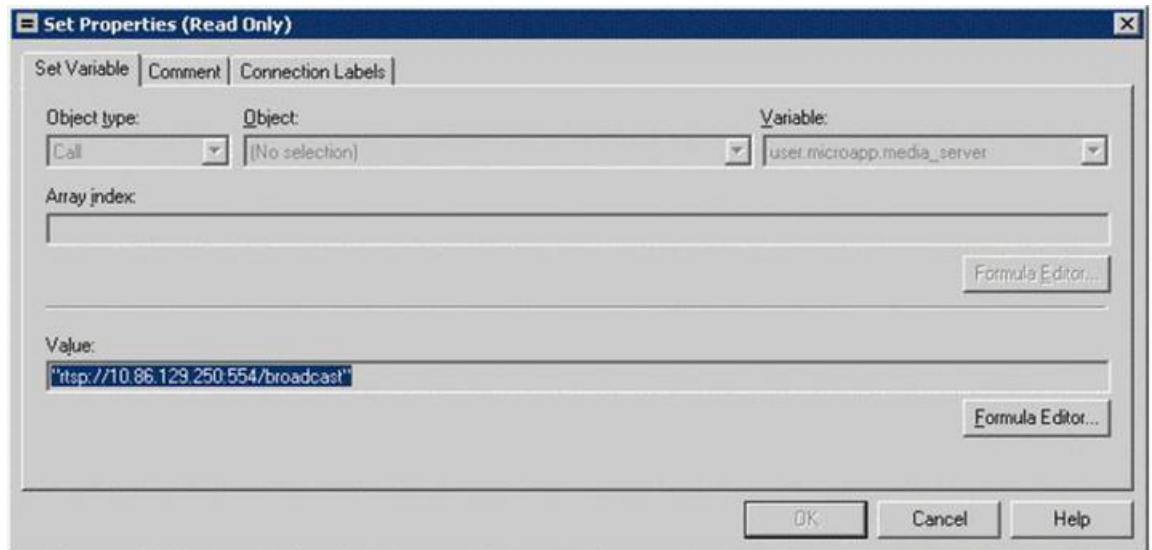 Set Properties (Read Only)
Set Variable Comment Connection Labels
Object type: Object: Variable:
Call (No selection) user.microapp.media_server
Array index:
Formula Editor...
Value:
"rtsp://10.86.129.250:554/broadcast"
Formula Editor...
OK Cancel Help